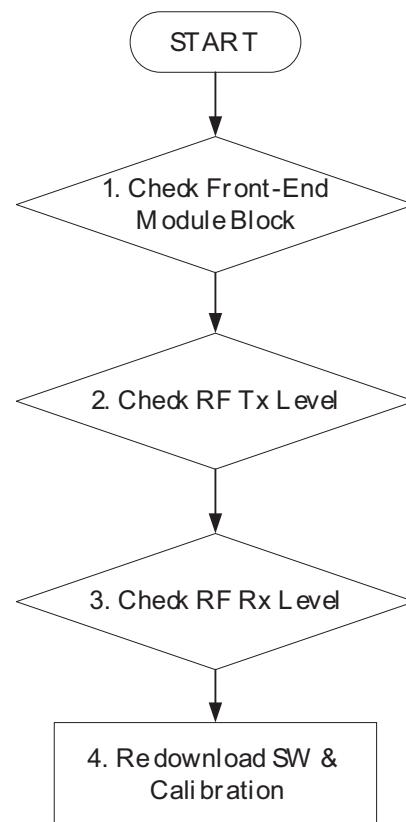 START
1. Check Front-End
Module Block
2. Check RF Tx Level
3. Check RF Rx Level
4. Redownload SW &
Calibration